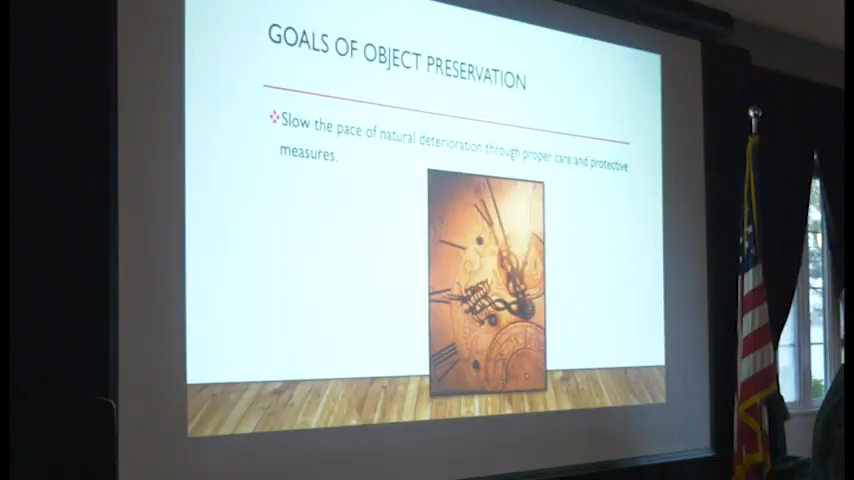 GOALS OF OBJECT PRESERVATION
Slow the pace of natural deterioration through proper care and protective
measures.